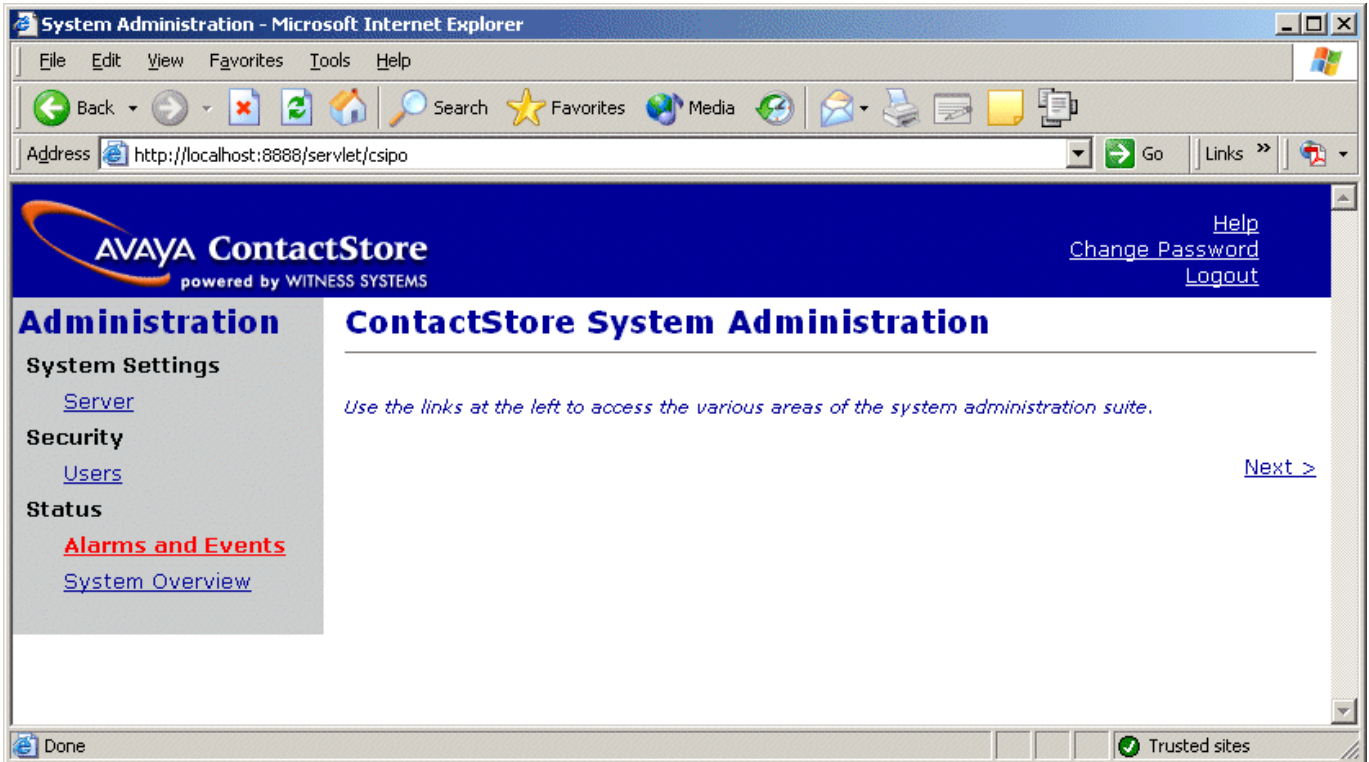 System Administration - Microsoft Internet Explorer
File Edit View Favorites Tools Help
Back Search Favorites Media
Address http://localhost:8888/servlet/csipo Go Links »
AVAYA ContactStore
powered by WITNESS SYSTEMS
Help
Change Password
Logout
Administration
System Settings
Server
Security
Users
Status
Alarms and Events
System Overview
ContactStore System Administration
Use the links at the left to access the various areas of the system administration suite.
Next >
Done Trusted sites